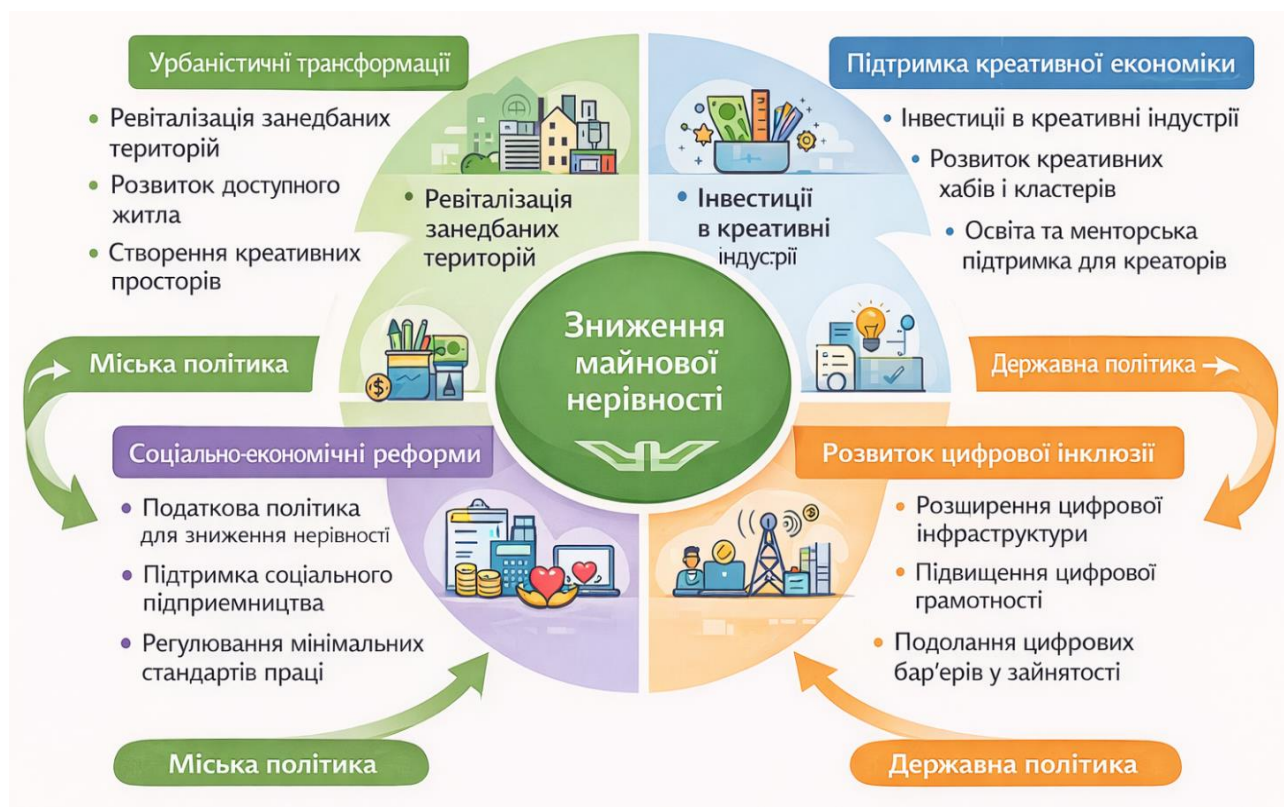 Урбаністичні трансформації
Ревіталізація занедбаних
територій
Розвиток доступного
житла
Створення креативних
просторів
Ревіталізація
занедбаних
територій
Підтримка креативної економіки
Інвестиції в креативні індустрії
Розвиток креативних
хабів і кластерів
Освіта та менторська
підтримка для креаторів
Інвестиції
в креативні
індустрії
Зниження
майнової
нерівності
Міська політика
Державна політика
Соціально-економічні реформи
Податкова політика
для зниження нерівності
Підтримка соціального
підприемництва
Регулювання мінімальних
стандартів праці
Розвиток цифрової інклюзії
Розширення цифрової
інфраструктури
Підвищення цифрової
грамотності
Подолання цифрових
бар’ерів у зайнятості
Міська політика
Державна політика